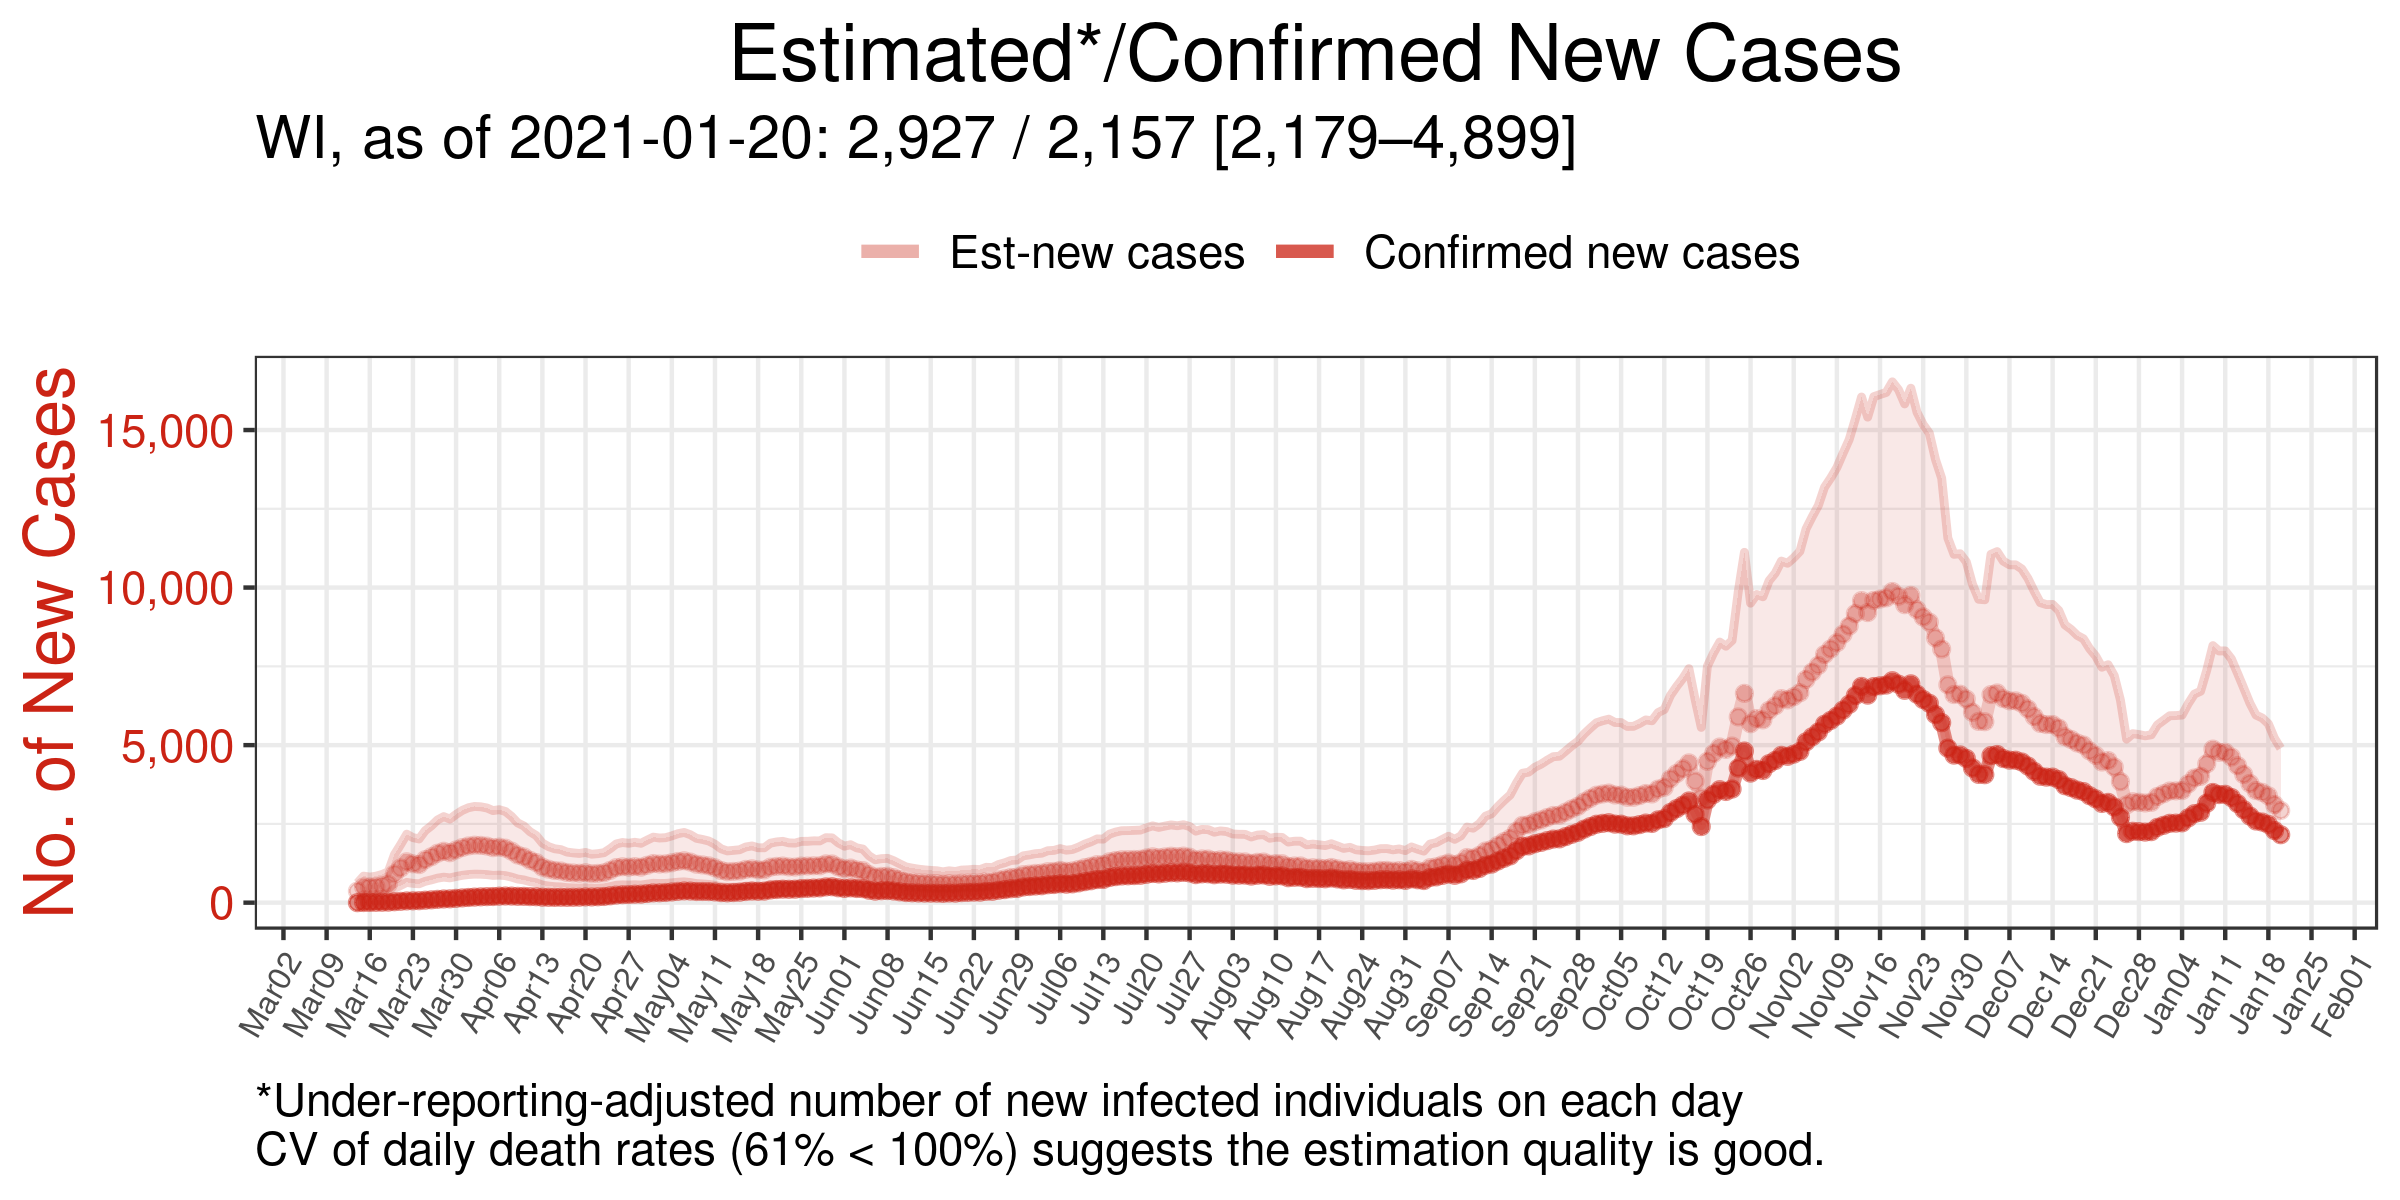 Estimated*/Confirmed New Cases
WI, as of 2021-01-20: 2,927 / 2,157 [2,179–4,899]
Est-new cases
Confirmed new cases
No. of New Cases
15,000
10,000
5,000
0
Mar02
Mar09
Mar16
Mar23
Mar30
Apr06
Apr13
Apr20
Apr27
May04
May11
May18
May25
Jun01
Jun08
Jun15
Jun22
Jun29
Jul06
Jul13
Jul20
Jul27
Aug03
Aug10
Aug17
Aug24
Aug31
Sep07
Sep14
Sep21
Sep28
Oct05
Oct12
Oct19
Oct26
Nov02
Nov09
Nov16
Nov23
Nov30
Dec07
Dec14
Dec21
Dec28
Jan04
Jan11
Jan18
Jan25
Feb01
*Under-reporting-adjusted number of new infected individuals on each day
CV of daily death rates (61% < 100%) suggests the estimation quality is good.